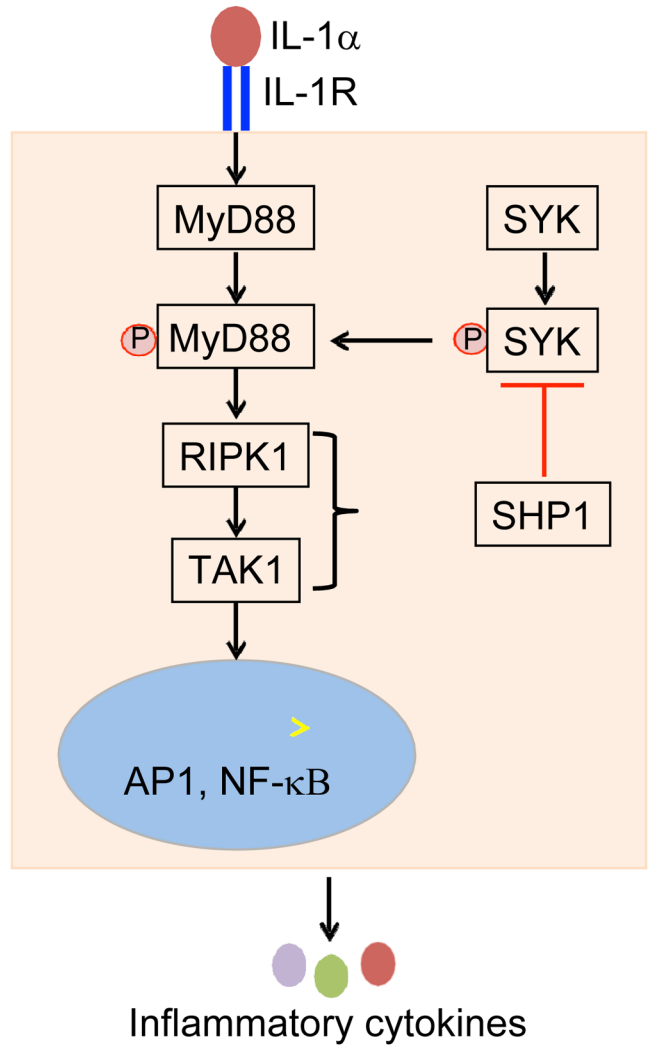 IL-1α
IL-1R
MyD88
SYK
P
MyD88
P
SYK
RIPK1
SHP1
TAK1
AP1, NF-κB
Inflammatory cytokines